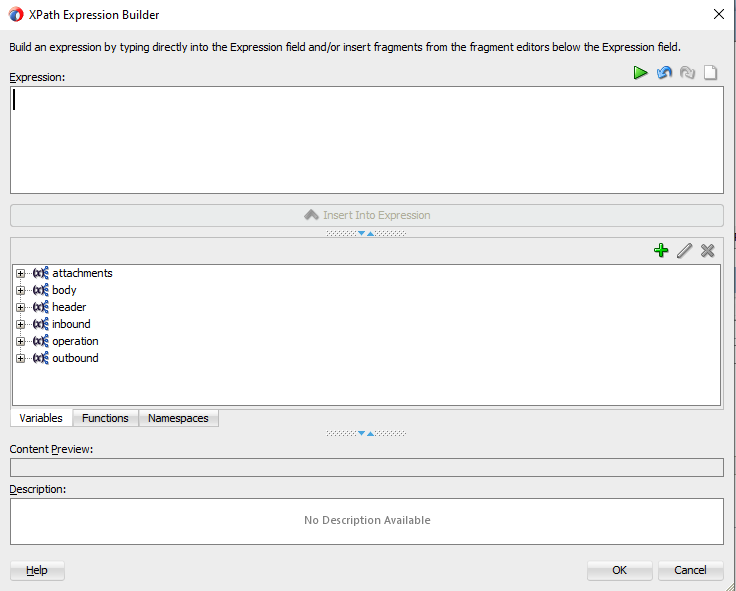 XPath Expression Builder
Build an expression by typing directly into the Expression field and/or insert fragments from the fragment editors below the Expression field.
Expression:
Insert Into Expression
(x) attachments
(x) body
(x) header
(x) inbound
(x) operation
(x) outbound
Variables Functions Namespaces
Content Preview:
Description:
No Description Available
Help OK Cancel